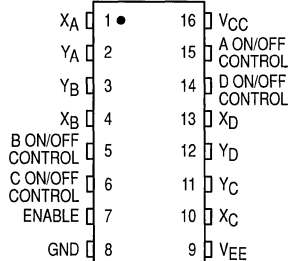 XA 1 16 VCC
YA 2 15 A ON/OFF CONTROL
YB 3 14 D ON/OFF CONTROL
XB 4 13 XD
B ON/OFF CONTROL 5 12 YD
C ON/OFF CONTROL 6 11 YC
ENABLE 7 10 XC
GND 8 9 VEE